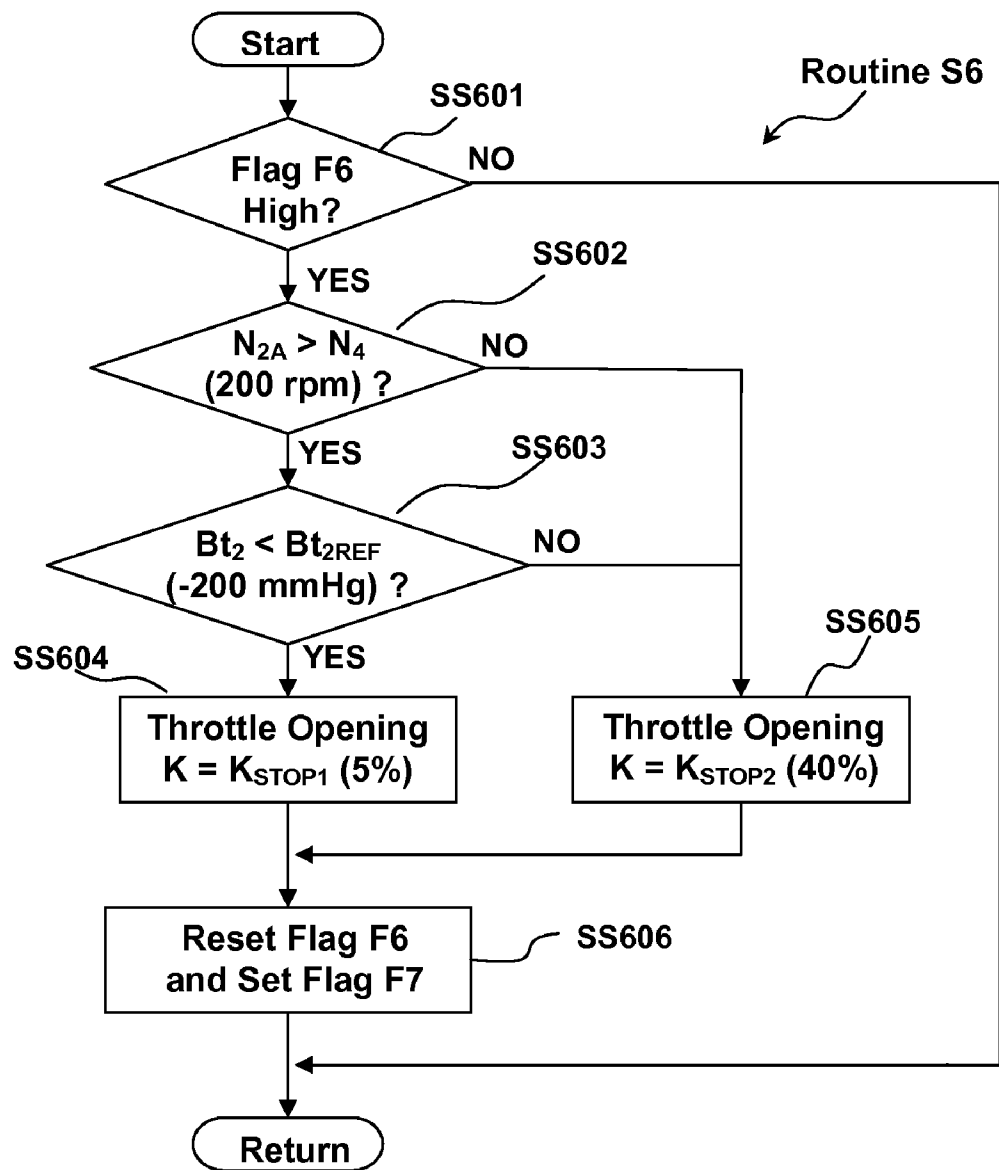 Start
Routine S6
SS601
Flag F6
High?
NO
YES
SS602
N2A > N4
(200 rpm) ?
NO
YES
SS603
Bt2 < Bt2REF
(-200 mmHg) ?
NO
YES
SS604
Throttle Opening
K = KSTOP1 (5%)
SS605
Throttle Opening
K = KSTOP2 (40%)
Reset Flag F6
and Set Flag F7
SS606
Return